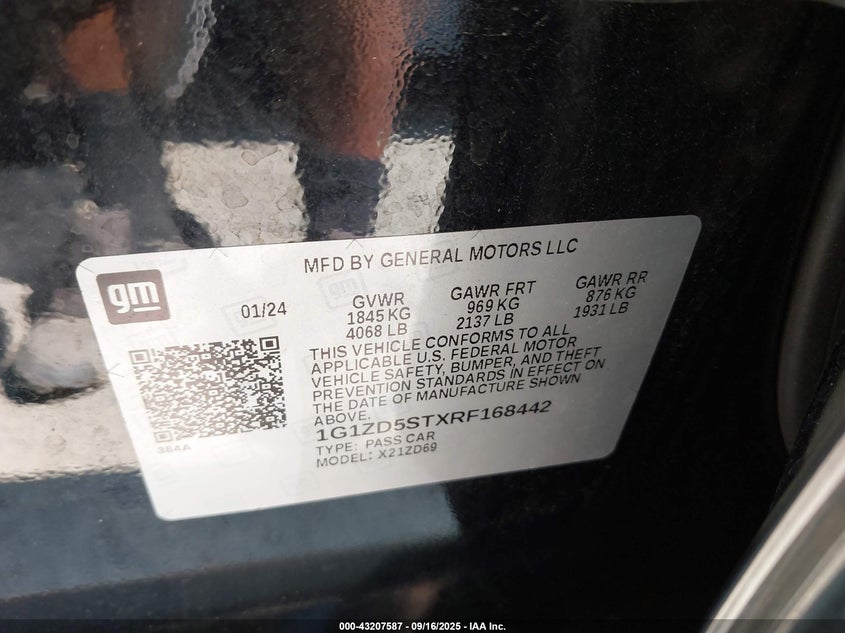 MFD BY GENERAL MOTORS LLC
gm
01/24
GVWR
1845 KG
4068 LB
GAWR FRT
969 KG
2137 LB
GAWR RR
876 KG
1931 LB
THIS VEHICLE CONFORMS TO ALL
APPLICABLE U.S. FEDERAL MOTOR
VEHICLE SAFETY, BUMPER, AND THEFT
PREVENTION STANDARDS IN EFFECT ON
THE DATE OF MANUFACTURE SHOWN
ABOVE.
1G1ZD5STXRF168442
TYPE: PASS CAR
MODEL: X21ZD69
384A
000-43207587 - 09/16/2025 - IAA Inc.